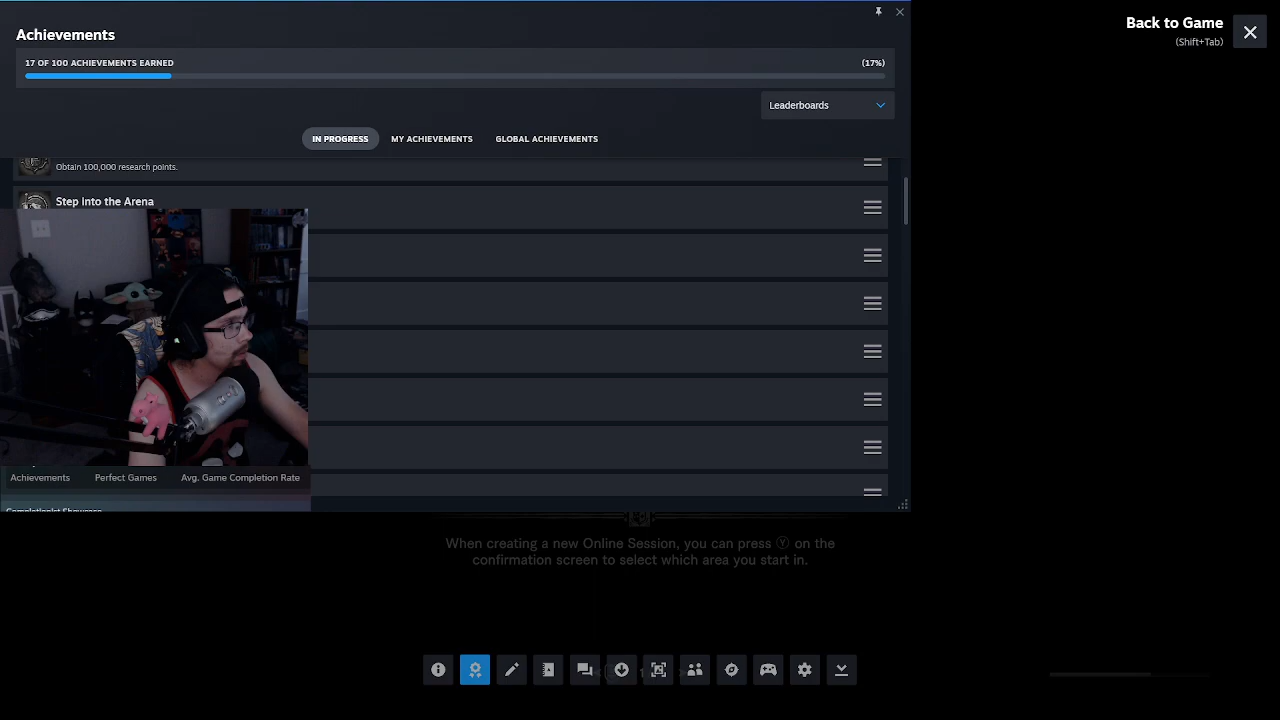 Achievements
Back to Game
(Shift+Tab)
17 OF 100 ACHIEVEMENTS EARNED
(17%)
Leaderboards
IN PROGRESS
MY ACHIEVEMENTS
GLOBAL ACHIEVEMENTS
Obtain 100,000 research points.
Step Into the Arena
Achievements
Perfect Games
Avg. Game Completion Rate
Completionist Showcase
When creating a new Online Session, you can press Ⓨ on the
confirmation screen to select which area you start in.